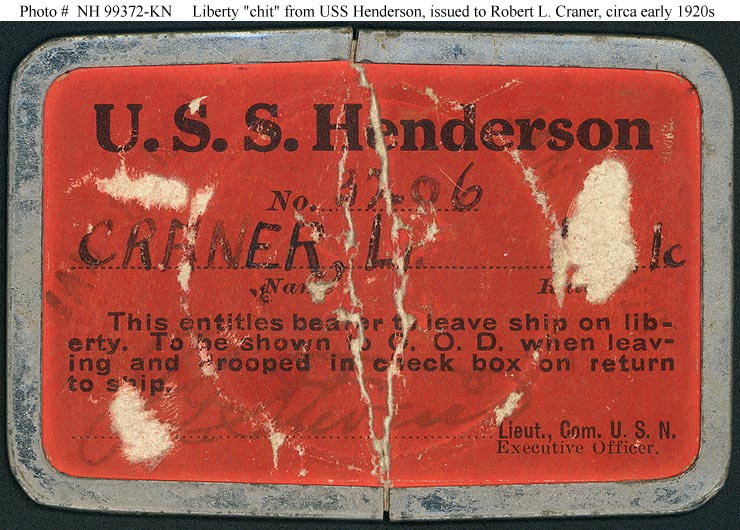 Photo #  NH 99372-KN     Liberty "chit" from USS Henderson, issued to Robert L. Craner, circa early 1920s
U. S. S. Henderson
No.
CRANER, L.
Name
This entitles bearer to leave ship on lib-
erty. To be shown to O. O. D. when leav-
ing and drooped in check box on return
to ship.
Lieut., Com. U. S. N.
Executive Officer.